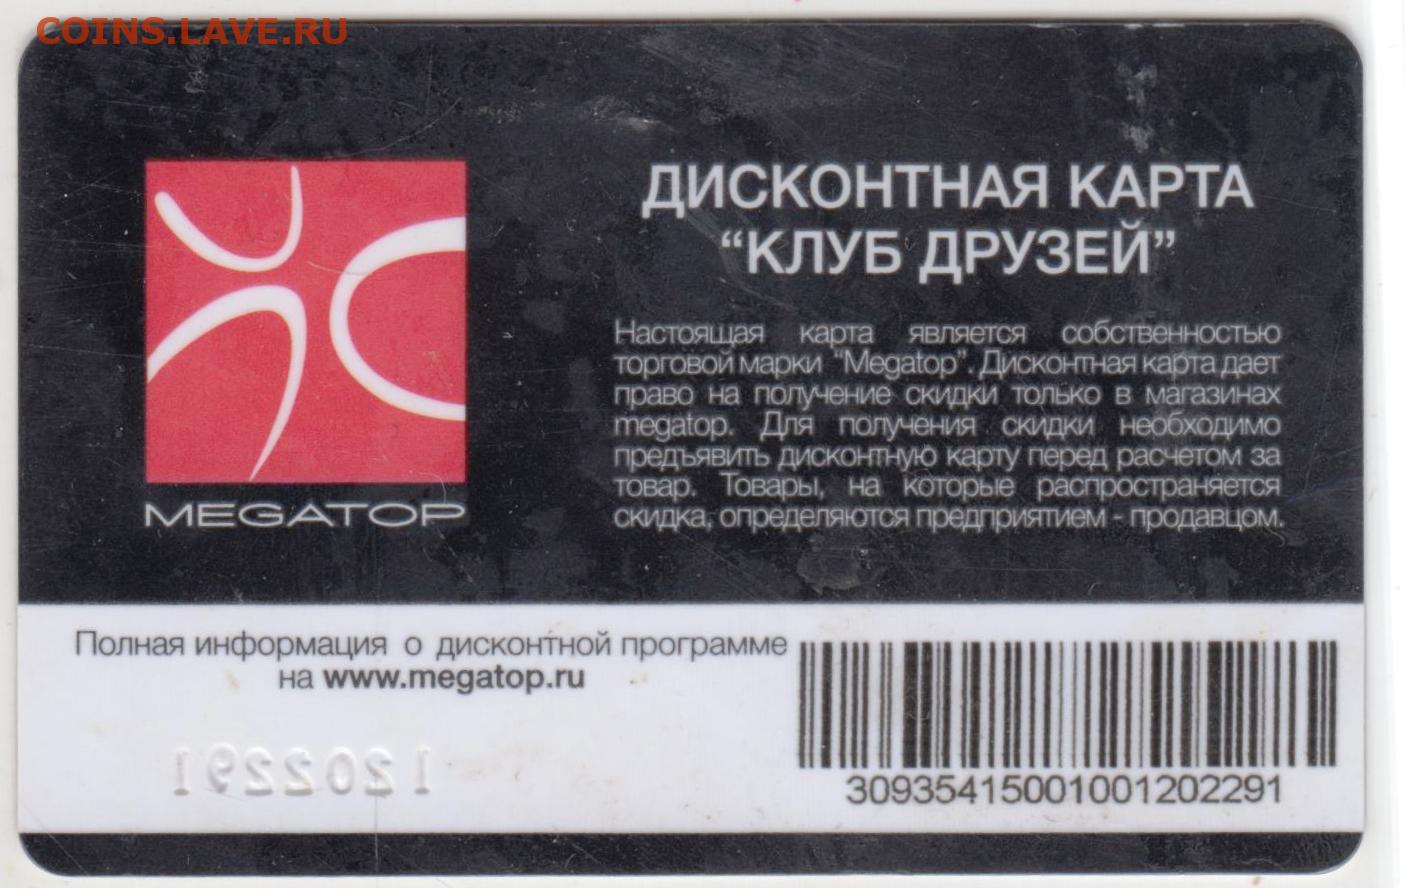 COINS.LAVE.RU
ДИСКОНТНАЯ КАРТА
“КЛУБ ДРУЗЕЙ”
Настоящая карта является собственностью
торговой марки "Megatop". Дисконтная карта дает
право на получение скидки только в магазинах
megatop. Для получения скидки необходимо
предъявить дисконтную карту перед расчетом за
товар. Товары, на которые распространяется
скидка, определяются предприятием - продавцом.
MEGATOP
Полная информация о дисконтной программе
на www.megatop.ru
1202291
30935415001001202291